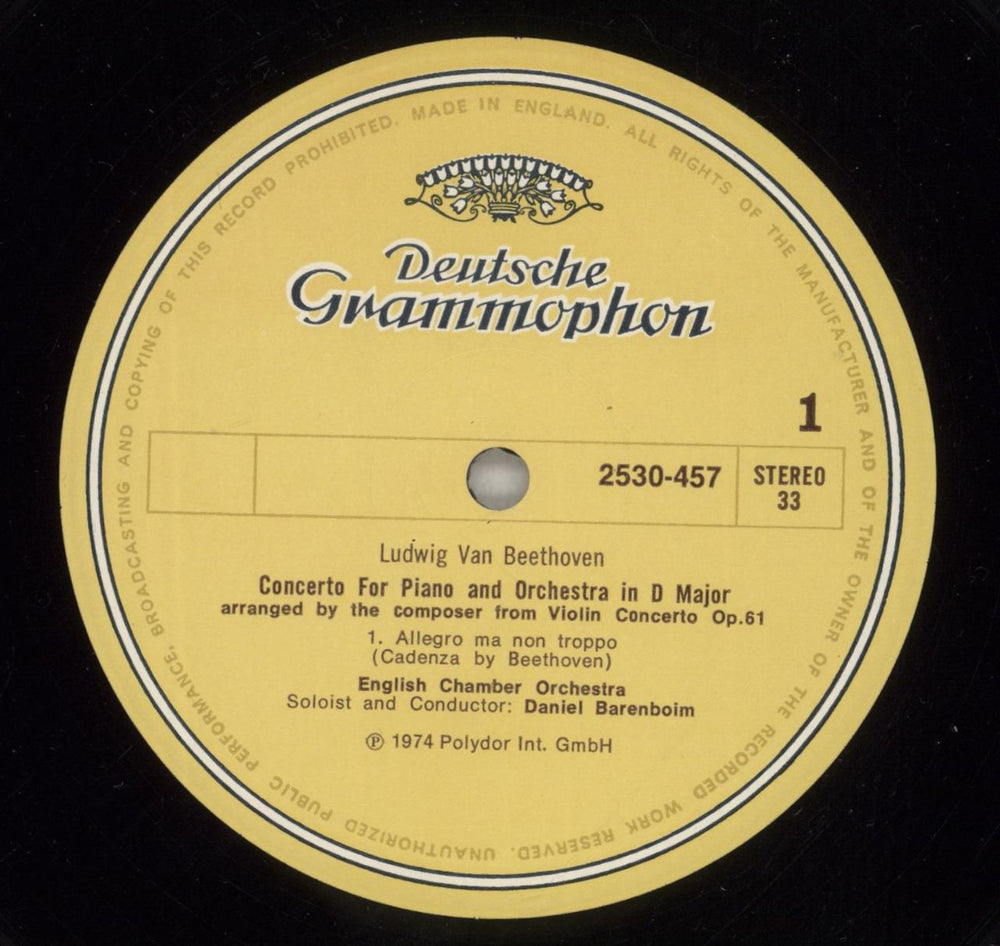 MADE IN ENGLAND. ALL RIGHTS OF THE MANUFACTURER AND OF THE OWNER OF THE RECORDED WORK RESERVED. UNAUTHORIZED PUBLIC PERFORMANCE, BROADCASTING AND COPYING OF THIS RECORD PROHIBITED.
Deutsche
Grammophon
1
2530-457
STEREO
33
Ludwig Van Beethoven
Concerto For Piano and Orchestra in D Major
arranged by the composer from Violin Concerto Op.61
1. Allegro ma non troppo
(Cadenza by Beethoven)
English Chamber Orchestra
Soloist and Conductor: Daniel Barenboim
℗ 1974 Polydor Int. GmbH